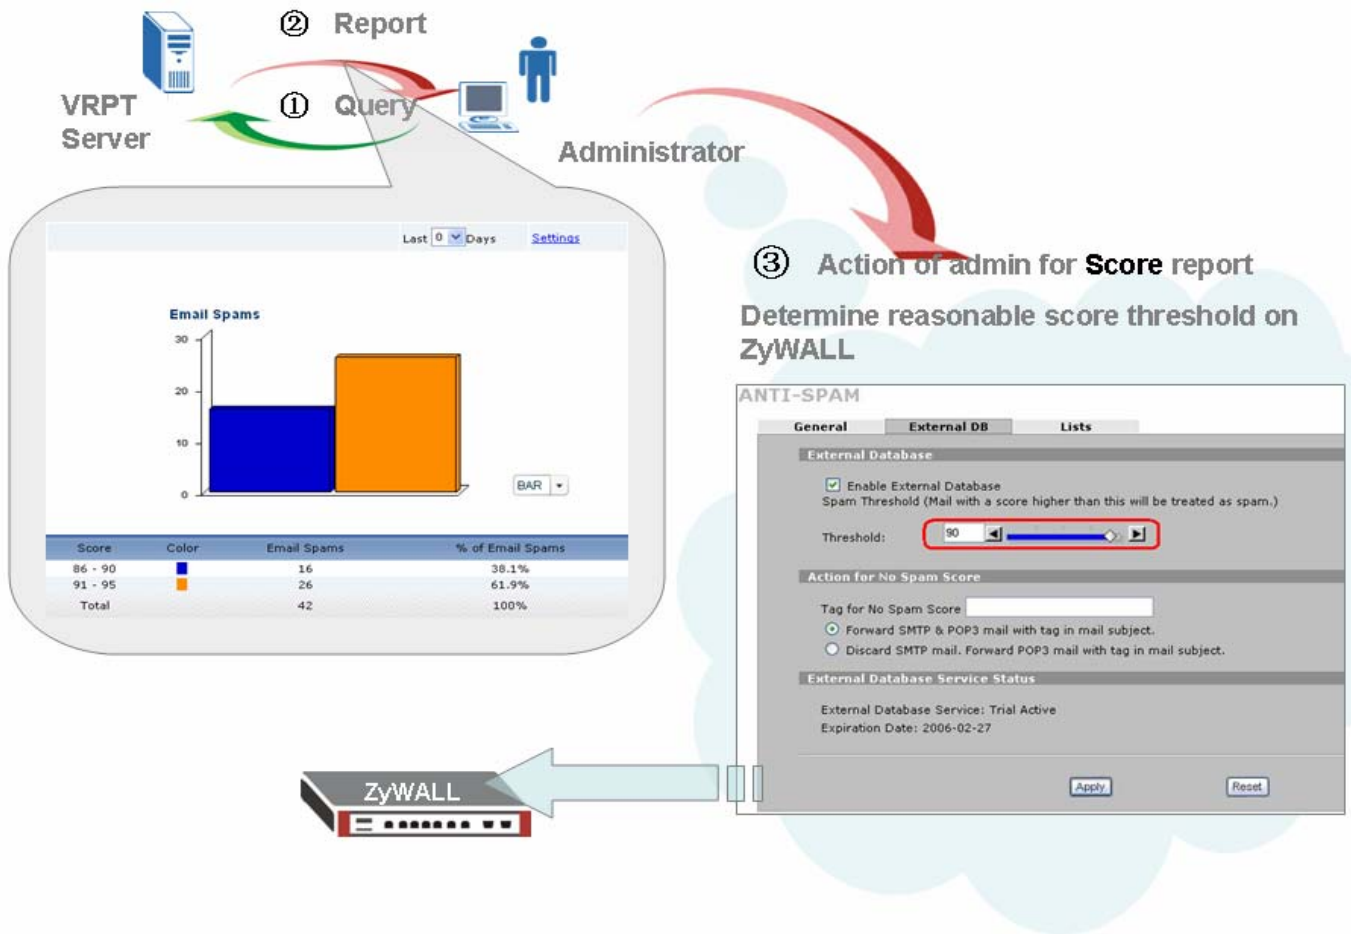 ② Report
① Query
VRPT
Server
Administrator
Last 0 Days Settings
Email Spams
30
20
10
0
BAR
Score Color Email Spams % of Email Spams
86 - 90 16 38.1%
91 - 95 26 61.9%
Total 42 100%
③ Action of admin for Score report
Determine reasonable score threshold on
ZyWALL
ANTI-SPAM
General External DB Lists
External Database
Enable External Database
Spam Threshold (Mail with a score higher than this will be treated as spam.)
Threshold: 90
Action for No Spam Score
Tag for No Spam Score
Forward SMTP & POP3 mail with tag in mail subject.
Discard SMTP mail. Forward POP3 mail with tag in mail subject.
External Database Service Status
External Database Service: Trial Active
Expiration Date: 2006-02-27
Apply Reset
ZyWALL